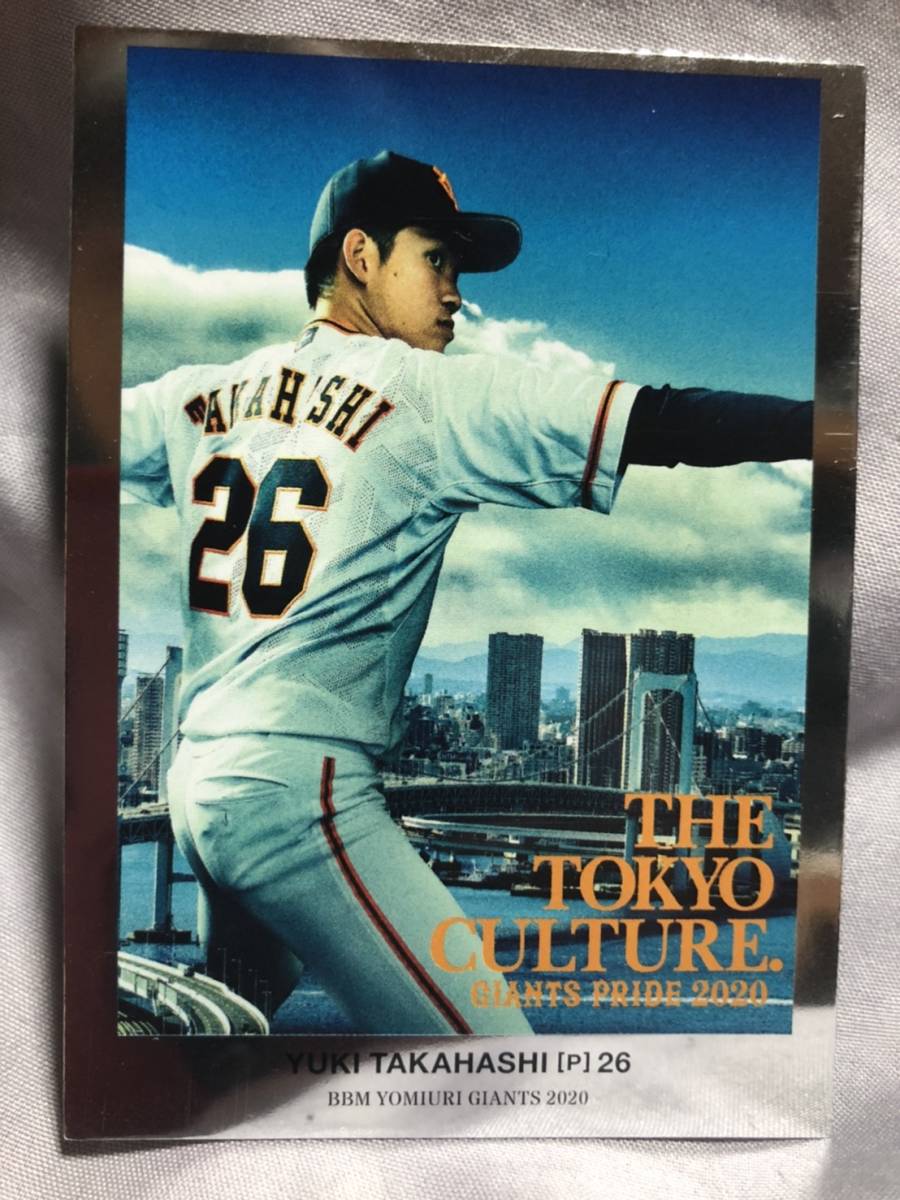 TAKAHASHI
26
THE
TOKYO
CULTURE.
GIANTS PRIDE 2020
YUKI TAKAHASHI [P] 26
BBM YOMIURI GIANTS 2020